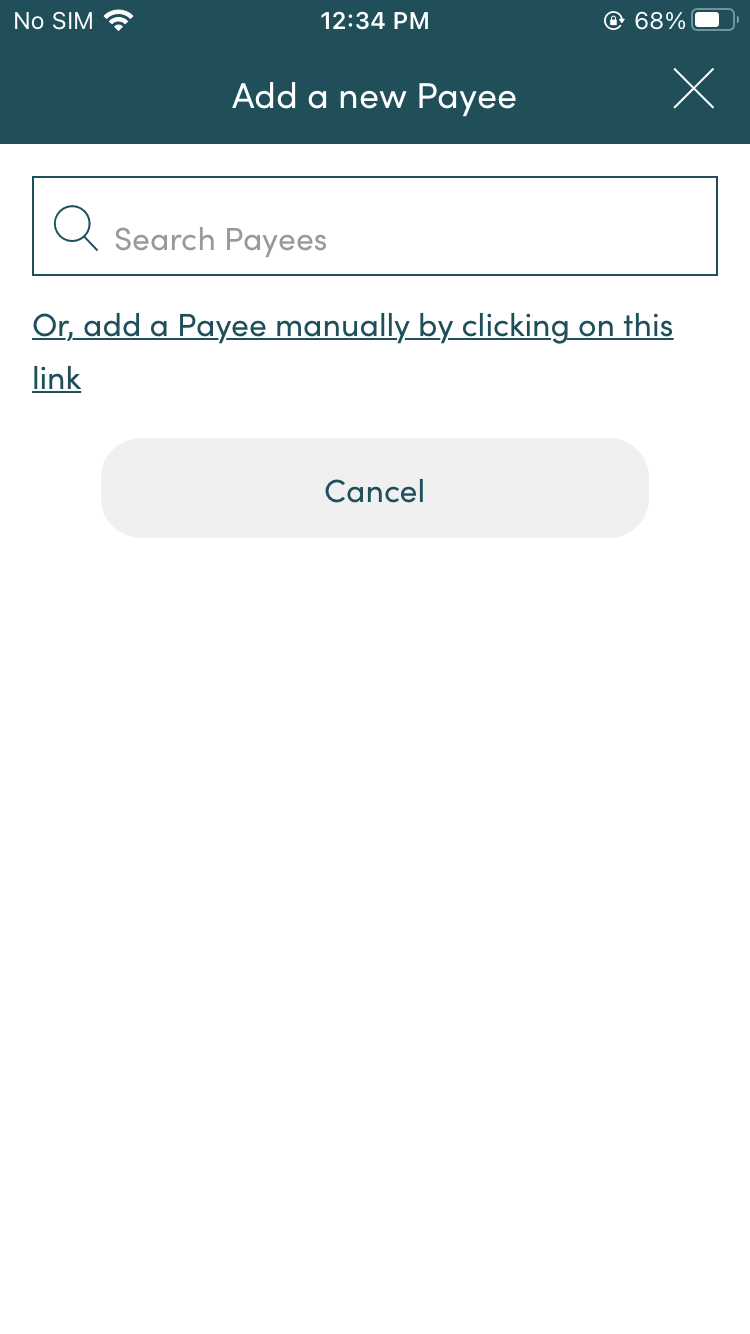 No SIM 12:34 PM 68%
Add a new Payee
Search Payees
Or, add a Payee manually by clicking on this
link
Cancel